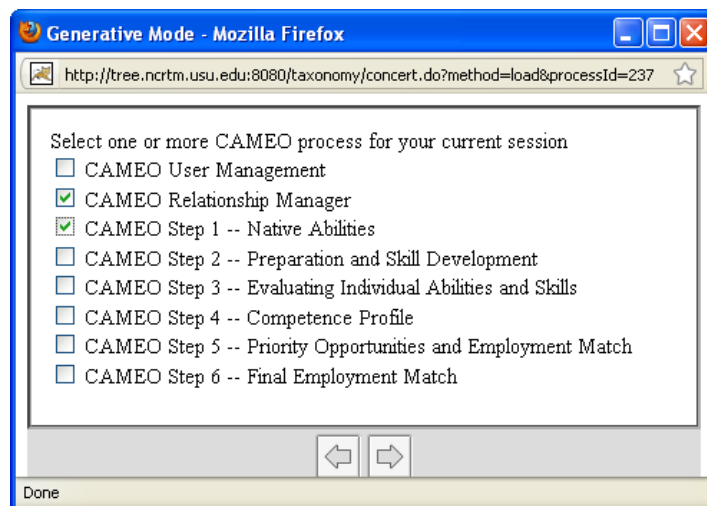 Generative Mode - Mozilla Firefox
http://tree.ncrtm.usu.edu:8080/taxonomy/concert.do?method=load&processId=237
Select one or more CAMEO process for your current session
CAMEO User Management
CAMEO Relationship Manager
CAMEO Step 1 -- Native Abilities
CAMEO Step 2 -- Preparation and Skill Development
CAMEO Step 3 -- Evaluating Individual Abilities and Skills
CAMEO Step 4 -- Competence Profile
CAMEO Step 5 -- Priority Opportunities and Employment Match
CAMEO Step 6 -- Final Employment Match
Done